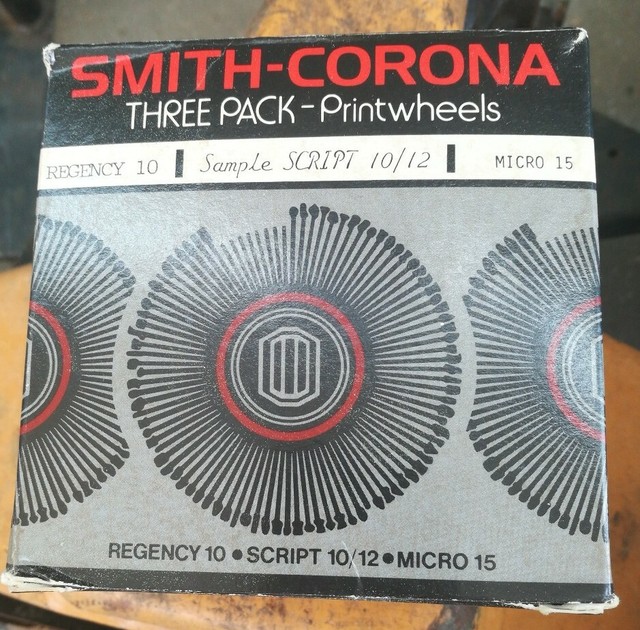 SMITH-CORONA
THREE PACK - Printwheels
REGENCY 10 | Sample SCRIPT 10/12 | MICRO 15
REGENCY 10 • SCRIPT 10/12 • MICRO 15